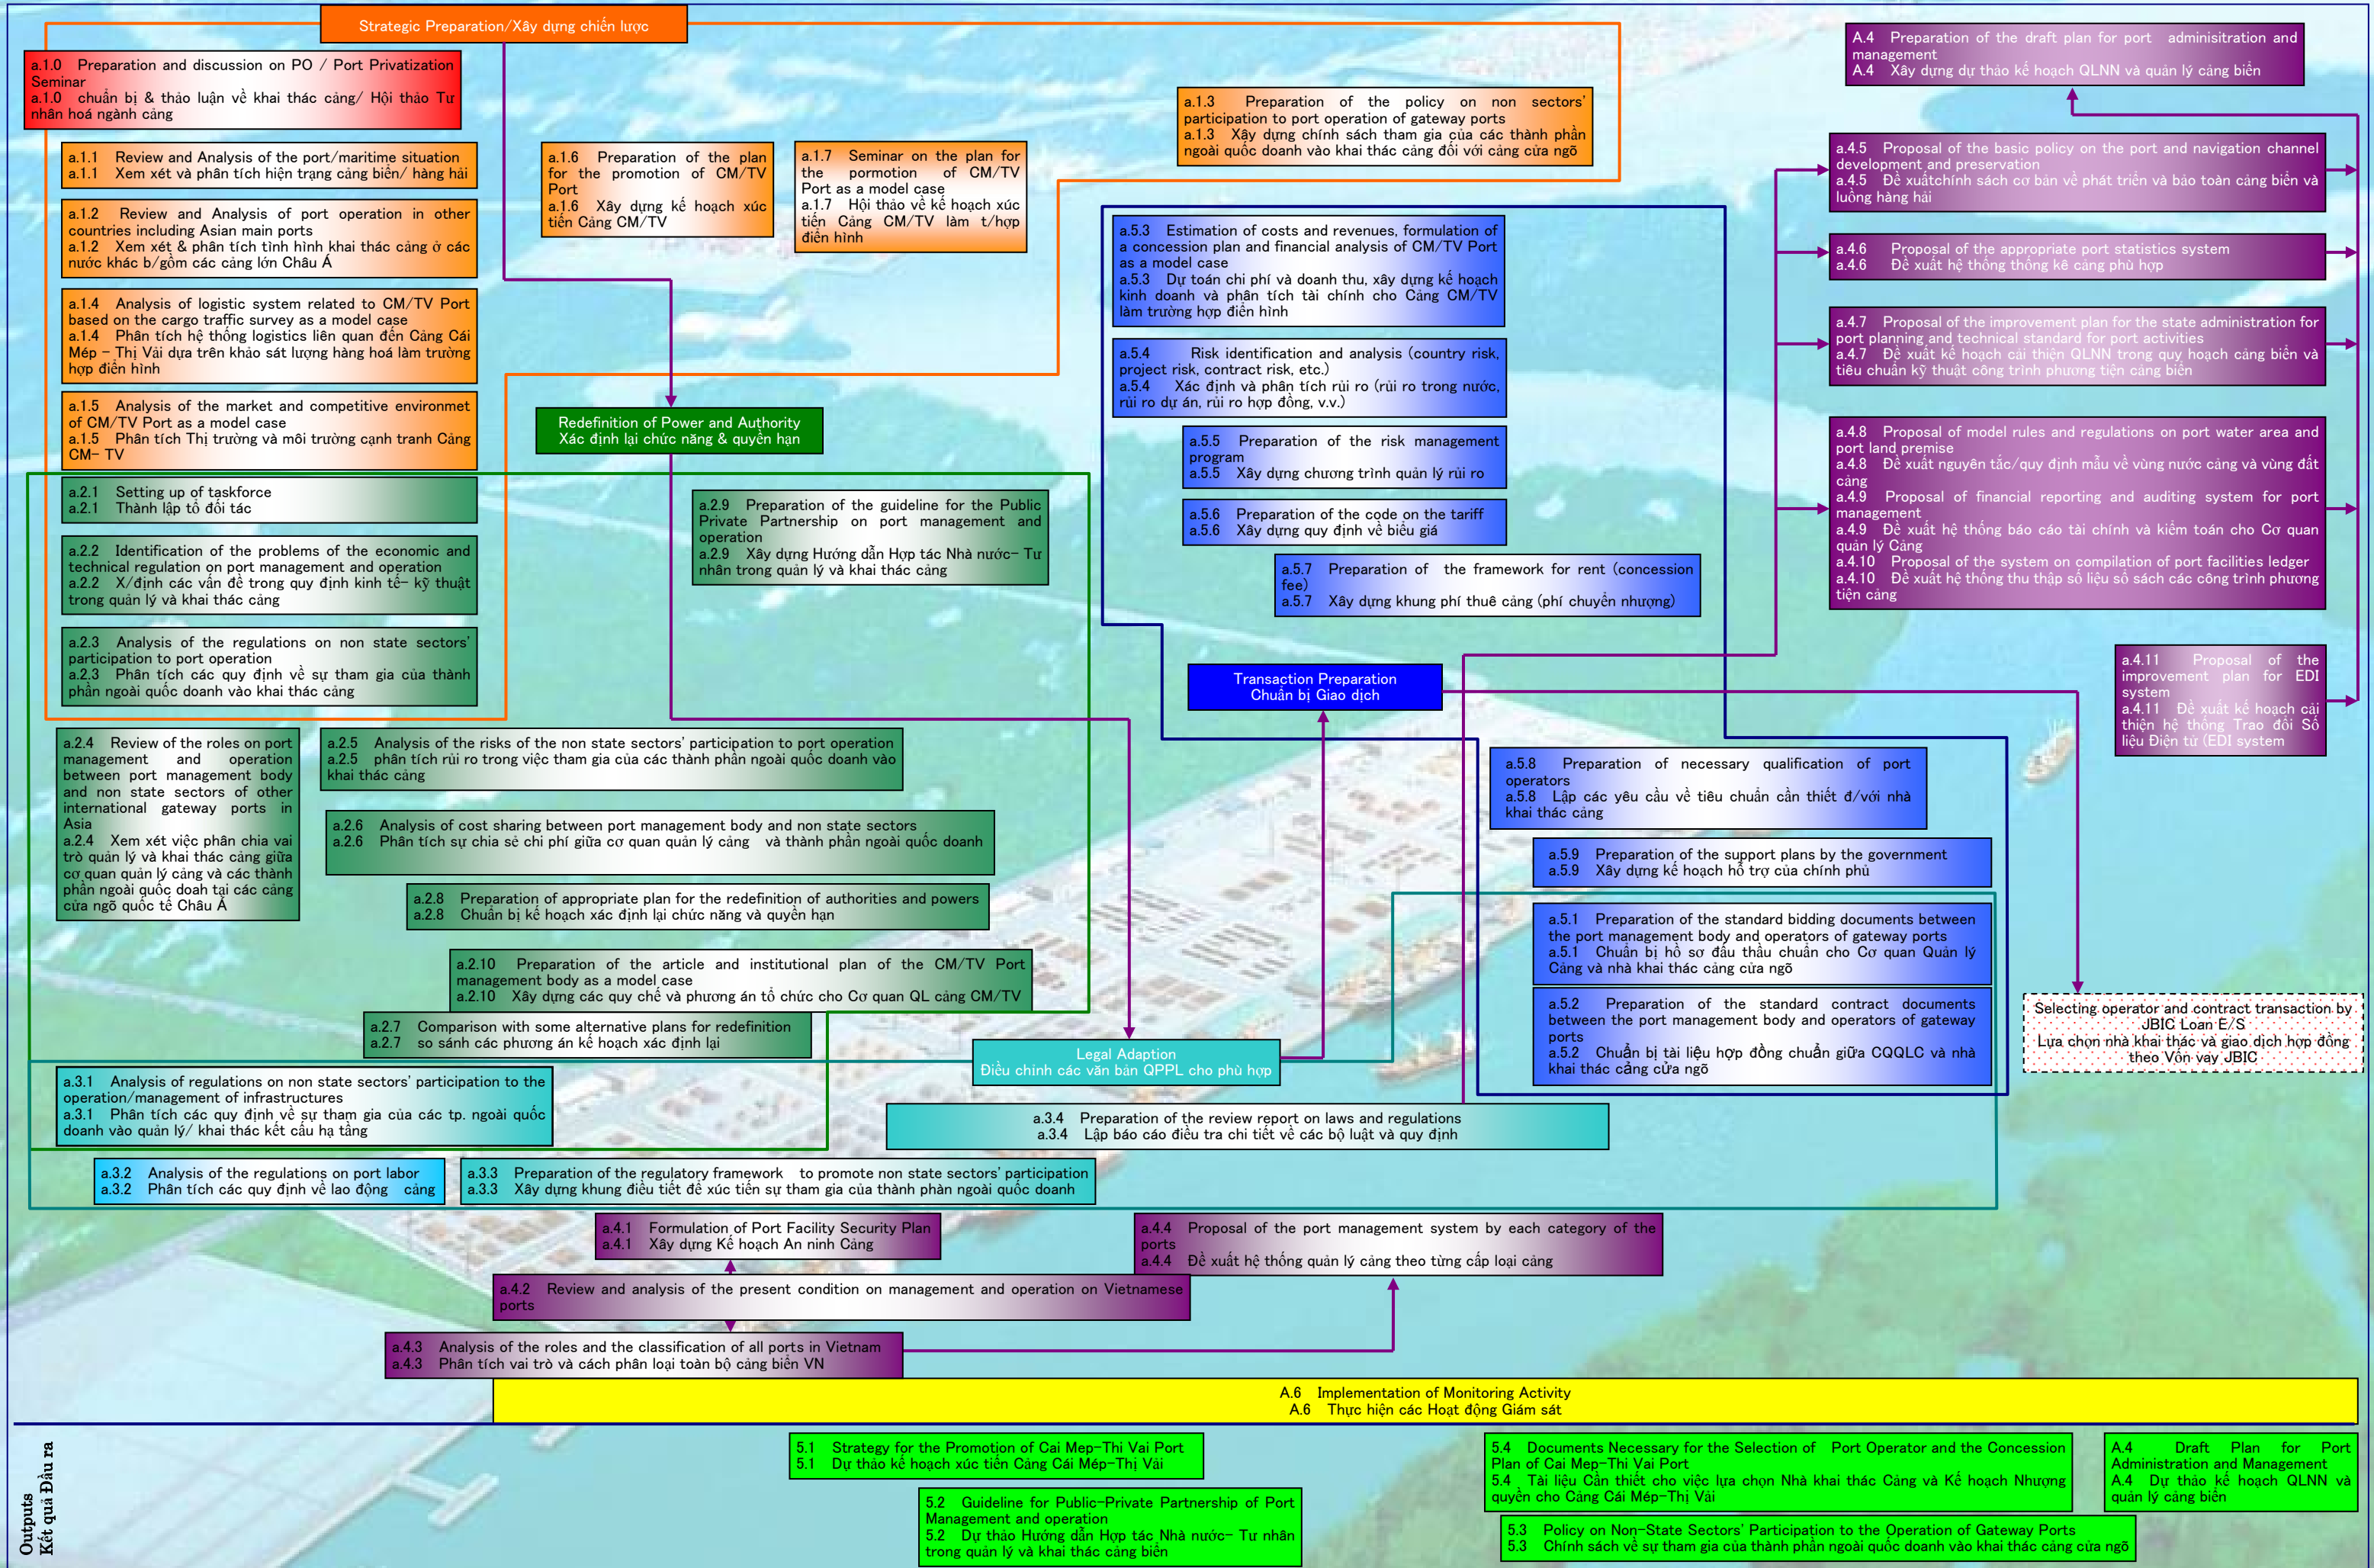 Strategic Preparation/Xây dựng chiến lược
a.1.0 Preparation and discussion on PO / Port Privatization
Seminar
a.1.0 chuẩn bị & thảo luận về khai thác cảng/ Hội thảo Tư
nhân hoá ngành cảng
a.1.1 Review and Analysis of the port/maritime situation
a.1.1 Xem xét và phân tích hiện trạng cảng biển/ hàng hải
a.1.2 Review and Analysis of port operation in other
countries including Asian main ports
a.1.2 Xem xét & phân tích tình hình khai thác cảng ở các
nước khác b/gồm các cảng lớn Châu Á
a.1.4 Analysis of logistic system related to CM/TV Port
based on the cargo traffic survey as a model case
a.1.4 Phân tích hệ thống logistics liên quan đến Cảng Cái
Mép – Thị Vải dựa trên khảo sát lượng hàng hoá làm trường
hợp điển hình
a.1.5 Analysis of the market and competitive environmet
of CM/TV Port as a model case
a.1.5 Phân tích Thị trường và môi trường cạnh tranh Cảng
CM- TV
a.1.6 Preparation of the plan
for the promotion of CM/TV
Port
a.1.6 Xây dựng kế hoạch xúc
tiến Cảng CM/TV
a.1.7 Seminar on the plan for
the pormotion of CM/TV
Port as a model case
a.1.7 Hội thảo về kế hoạch xúc
tiến Cảng CM/TV làm t/hợp
điển hình
a.1.3 Preparation of the policy on non sectors'
participation to port operation of gateway ports
a.1.3 Xây dựng chính sách tham gia của các thành phần
ngoài quốc doanh vào khai thác cảng đối với cảng cửa ngõ
Redefinition of Power and Authority
Xác định lại chức năng & quyền hạn
a.2.1 Setting up of taskforce
a.2.1 Thành lập tổ đối tác
a.2.2 Identification of the problems of the economic and
technical regulation on port management and operation
a.2.2 X/định các vấn đề trong quy định kinh tế- kỹ thuật
trong quản lý và khai thác cảng
a.2.3 Analysis of the regulations on non state sectors'
participation to port operation
a.2.3 Phân tích các quy định về sự tham gia của thành
phần ngoài quốc doanh vào khai thác cảng
a.2.9 Preparation of the guideline for the Public
Private Partnership on port management and
operation
a.2.9 Xây dựng Hướng dẫn Hợp tác Nhà nước- Tư
nhân trong quản lý và khai thác cảng
a.2.4 Review of the roles on port
management and operation
between port management body
and non state sectors of other
international gateway ports in
Asia
a.2.4 Xem xét việc phân chia vai
trò quản lý và khai thác cảng giữa
cơ quan quản lý cảng và các thành
phần ngoài quốc doah tại các cảng
cửa ngõ quốc tế Châu Á
a.2.5 Analysis of the risks of the non state sectors' participation to port operation
a.2.5 phân tích rủi ro trong việc tham gia của các thành phần ngoài quốc doanh vào
khai thác cảng
a.2.6 Analysis of cost sharing between port management body and non state sectors
a.2.6 Phân tích sự chia sẻ chi phí giữa cơ quan quản lý cảng và thành phần ngoài quốc doanh
a.2.8 Preparation of appropriate plan for the redefinition of authorities and powers
a.2.8 Chuẩn bị kế hoạch xác định lại chức năng và quyền hạn
a.2.10 Preparation of the article and institutional plan of the CM/TV Port
management body as a model case
a.2.10 Xây dựng các quy chế và phương án tổ chức cho Cơ quan QL cảng CM/TV
a.2.7 Comparison with some alternative plans for redefinition
a.2.7 so sánh các phương án kế hoạch xác định lại
a.5.3 Estimation of costs and revenues, formulation of
a concession plan and financial analysis of CM/TV Port
as a model case
a.5.3 Dự toán chi phí và doanh thu, xây dựng kế hoạch
kinh doanh và phân tích tài chính cho Cảng CM/TV
làm trường hợp điển hình
a.5.4 Risk identification and analysis (country risk,
project risk, contract risk, etc.)
a.5.4 Xác định và phân tích rủi ro (rủi ro trong nước,
rủi ro dự án, rủi ro hợp đồng, v.v.)
a.5.5 Preparation of the risk management
program
a.5.5 Xây dựng chương trình quản lý rủi ro
a.5.6 Preparation of the code on the tariff
a.5.6 Xây dựng quy định về biểu giá
a.5.7 Preparation of the framework for rent (concession
fee)
a.5.7 Xây dựng khung phí thuê cảng (phí chuyển nhượng)
Transaction Preparation
Chuẩn bị Giao dịch
a.5.8 Preparation of necessary qualification of port
operators
a.5.8 Lập các yêu cầu về tiêu chuẩn cần thiết đ/với nhà
khai thác cảng
a.5.9 Preparation of the support plans by the government
a.5.9 Xây dựng kế hoạch hỗ trợ của chính phủ
a.5.1 Preparation of the standard bidding documents between
the port management body and operators of gateway ports
a.5.1 Chuẩn bị hồ sơ đấu thầu chuẩn cho Cơ quan Quản lý
Cảng và nhà khai thác cảng cửa ngõ
a.5.2 Preparation of the standard contract documents
between the port management body and operators of gateway
ports
a.5.2 Chuẩn bị tài liệu hợp đồng chuẩn giữa CQQLC và nhà
khai thác cảng cửa ngõ
A.4 Preparation of the draft plan for port adminisitration and
management
A.4 Xây dựng dự thảo kế hoạch QLNN và quản lý cảng biển
a.4.5 Proposal of the basic policy on the port and navigation channel
development and preservation
a.4.5 Đề xuấtchính sách cơ bản về phát triển và bảo toàn cảng biển và
luồng hàng hải
a.4.6 Proposal of the appropriate port statistics system
a.4.6 Đề xuất hệ thống thống kê cảng phù hợp
a.4.7 Proposal of the improvement plan for the state administration for
port planning and technical standard for port activities
a.4.7 Đề xuất kế hoạch cải thiện QLNN trong quy hoạch cảng biển và
tiêu chuẩn kỹ thuật công trình phương tiện cảng biển
a.4.8 Proposal of model rules and regulations on port water area and
port land premise
a.4.8 Đề xuất nguyên tắc/quy định mẫu về vùng nước cảng và vùng đất
cảng
a.4.9 Proposal of financial reporting and auditing system for port
management
a.4.9 Đề xuất hệ thống báo cáo tài chính và kiểm toán cho Cơ quan
quản lý Cảng
a.4.10 Proposal of the system on compilation of port facilities ledger
a.4.10 Đề xuất hệ thống thu thập số liệu sổ sách các công trình phương
tiện cảng
a.4.11 Proposal of the
improvement plan for EDI
system
a.4.11 Đề xuất kế hoạch cải
thiện hệ thống Trao đổi Số
liệu Điện tử (EDI system
Selecting operator and contract transaction by
JBIC Loan E/S
Lựa chọn nhà khai thác và giao dịch hợp đồng
theo Vốn vay JBIC
Legal Adaption
Điều chỉnh các văn bản QPPL cho phù hợp
a.3.1 Analysis of regulations on non state sectors' participation to the
operation/management of infrastructures
a.3.1 Phân tích các quy định về sự tham gia của các tp. ngoài quốc
doanh vào quản lý/ khai thác kết cấu hạ tầng
a.3.4 Preparation of the review report on laws and regulations
a.3.4 Lập báo cáo điều tra chi tiết về các bộ luật và quy định
a.3.2 Analysis of the regulations on port labor
a.3.2 Phân tích các quy định về lao động cảng
a.3.3 Preparation of the regulatory framework to promote non state sectors' participation
a.3.3 Xây dựng khung điều tiết để xúc tiến sự tham gia của thành phàn ngoài quốc doanh
a.4.1 Formulation of Port Facility Security Plan
a.4.1 Xây dựng Kế hoạch An ninh Cảng
a.4.4 Proposal of the port management system by each category of the
ports
a.4.4 Đề xuất hệ thống quản lý cảng theo từng cấp loại cảng
a.4.2 Review and analysis of the present condition on management and operation on Vietnamese
ports
a.4.3 Analysis of the roles and the classification of all ports in Vietnam
a.4.3 Phân tích vai trò và cách phân loại toàn bộ cảng biển VN
A.6 Implementation of Monitoring Activity
A.6 Thực hiện các Hoạt động Giám sát
Outputs
Kết quả Đầu ra
5.1 Strategy for the Promotion of Cai Mep-Thi Vai Port
5.1 Dự thảo kế hoạch xúc tiến Cảng Cái Mép-Thị Vải
5.2 Guideline for Public-Private Partnership of Port
Management and operation
5.2 Dự thảo Hướng dẫn Hợp tác Nhà nước- Tư nhân
trong quản lý và khai thác cảng biển
5.4 Documents Necessary for the Selection of Port Operator and the Concession
Plan of Cai Mep-Thi Vai Port
5.4 Tài liệu Cần thiết cho việc lựa chọn Nhà khai thác Cảng và Kế hoạch Nhượng
quyền cho Cảng Cái Mép-Thị Vải
A.4 Draft Plan for Port
Administration and Management
A.4 Dự thảo kế hoạch QLNN và
quản lý cảng biển
5.3 Policy on Non-State Sectors' Participation to the Operation of Gateway Ports
5.3 Chính sách về sự tham gia của thành phần ngoài quốc doanh vào khai thác cảng cửa ngõ